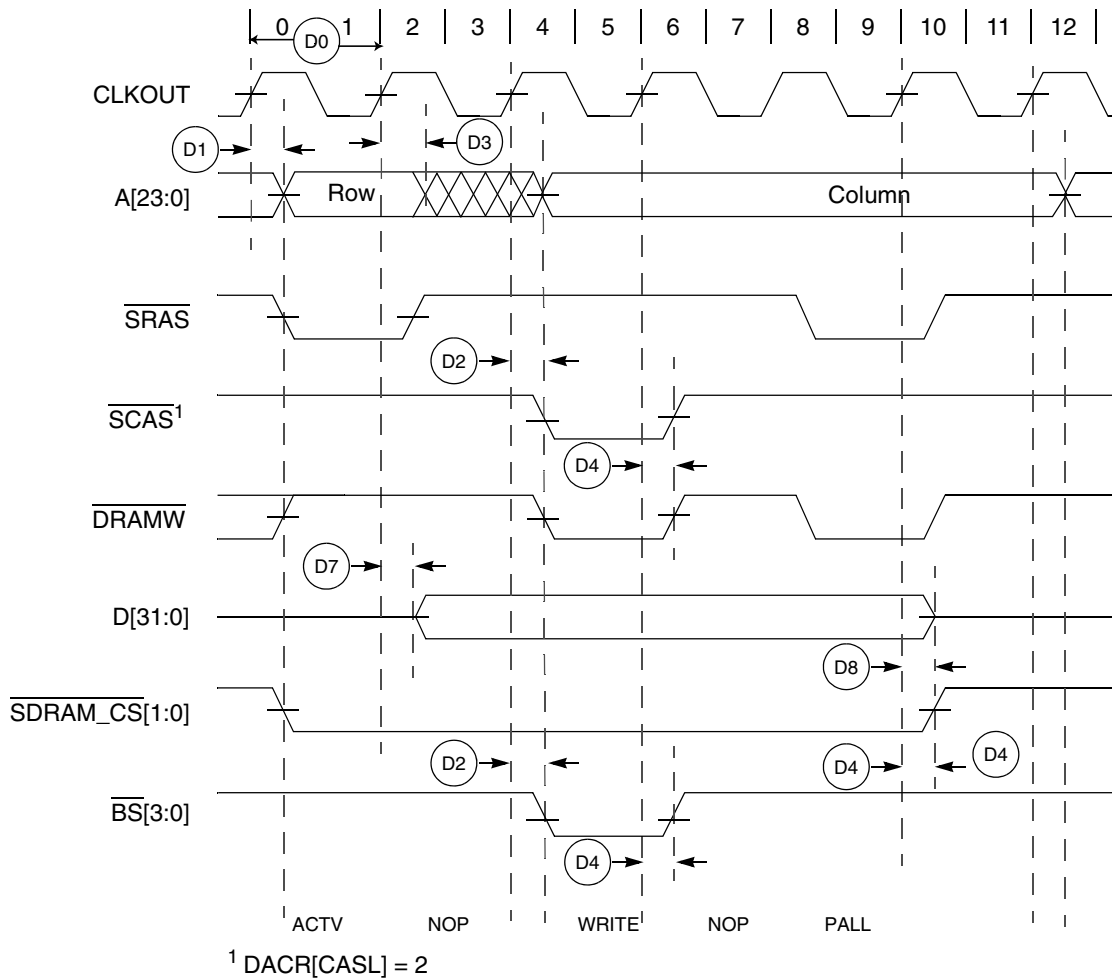 0 1 2 3 4 5 6 7 8 9 10 11 12
D0
CLKOUT
D1 D3
A[23:0] Row Column
SRAS
D2
SCAS¹
D4
DRAMW
D7
D[31:0]
D8
SDRAM_CS[1:0]
D2 D4 D4
BS[3:0]
D4
ACTV NOP WRITE NOP PALL
¹ DACR[CASL] = 2